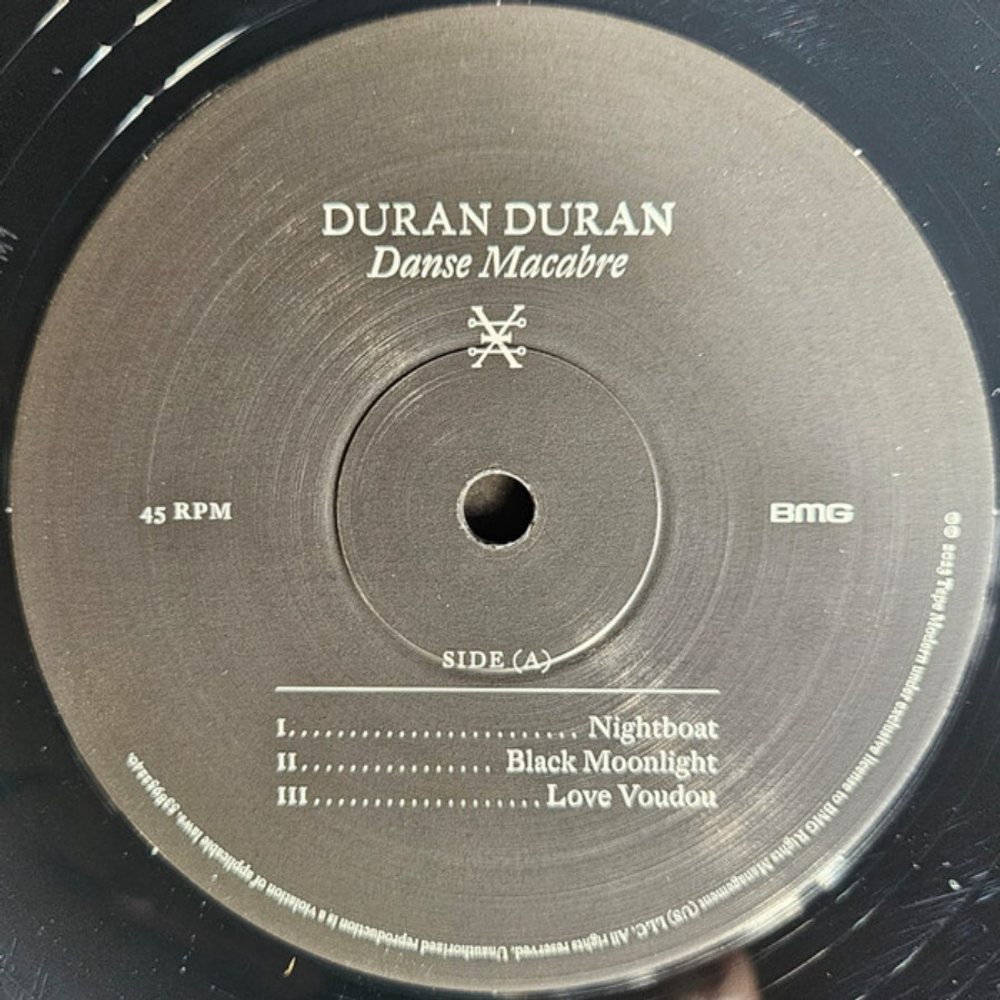 DURAN DURAN
Danse Macabre
45 RPM
BMG
SIDE (A)
I........................ Nightboat
II................ Black Moonlight
III...................Love Voudou
℗© 2023 Tape Modern under exclusive license to BMG Rights Management (US) LLC. All rights reserved. Unauthorized reproduction is a violation of applicable laws.